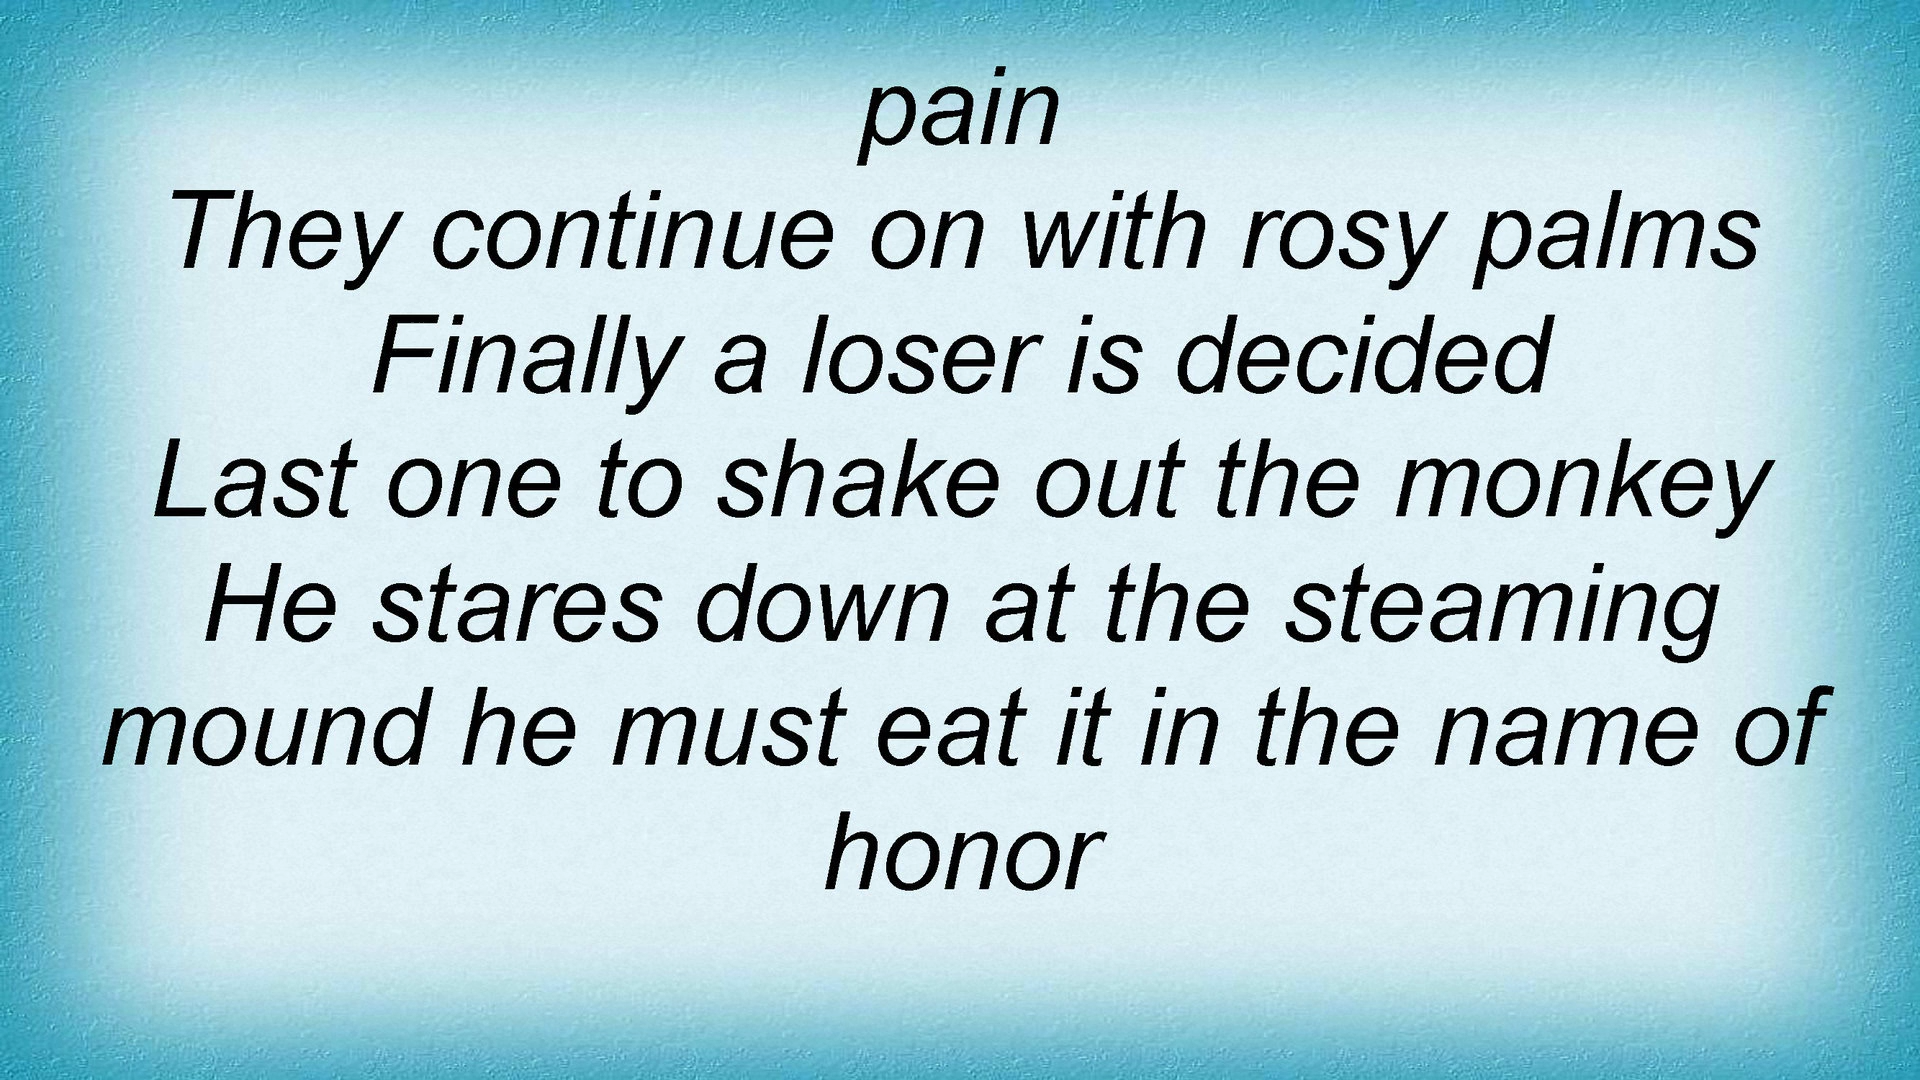 pain
They continue on with rosy palms
Finally a loser is decided
Last one to shake out the monkey
He stares down at the steaming
mound he must eat it in the name of
honor